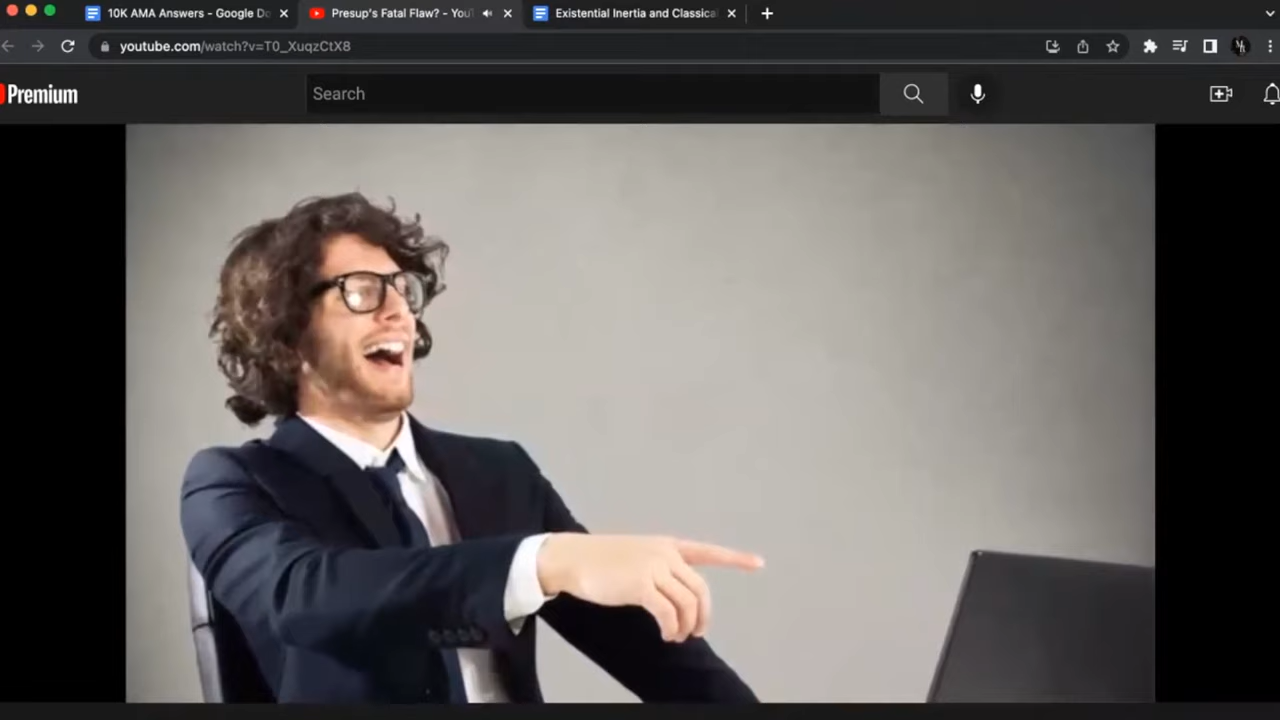 10K AMA Answers - Google Do
Presup's Fatal Flaw? - You
Existential Inertia and Classica
youtube.com/watch?v=T0_XuqzCtX8
Premium
Search